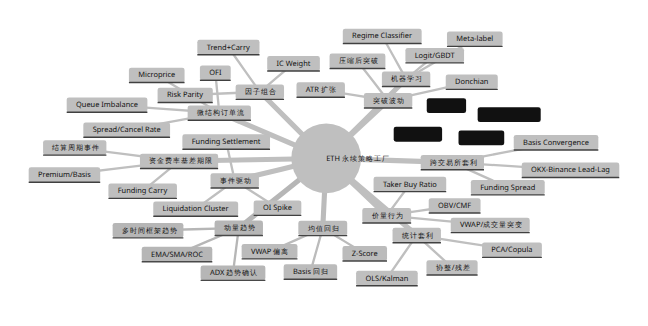 Regime Classifier
Meta-label
Trend+Carry
Logit/GBDT
压缩后突破
IC Weight
Microprice
OFI
机器学习
Donchian
Risk Parity
因子组合
ATR 扩张
突破波动
Queue Imbalance
微结构订单流
Spread/Cancel Rate
Funding Settlement
Basis Convergence
结算周期事件
资金费率基差期限
ETH 永续策略工厂
跨交易所套利
OKX-Binance Lead-Lag
Premium/Basis
事件驱动
Taker Buy Ratio
Funding Spread
Funding Carry
Liquidation Cluster
OI Spike
OBV/CMF
价量行为
VWAP/成交量突变
多时间框架趋势
动量趋势
均值回归
统计套利
EMA/SMA/ROC
VWAP 偏离
Z-Score
PCA/Copula
ADX 趋势确认
Basis 回归
OLS/Kalman
协整/残差